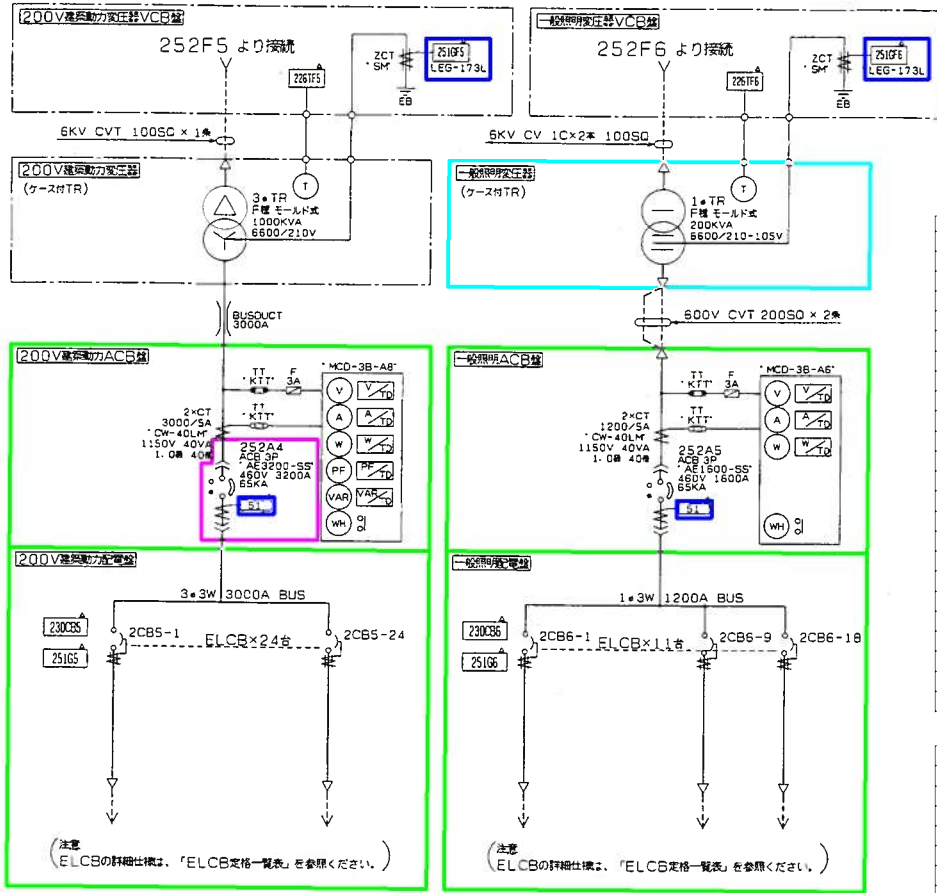 200V建築動力変圧器VCB盤
252F5 より接続
226TF5
ZCT
"SM"
251GF5
LEG-173L
EB
6KV CVT 100SQ × 1条
200V建築動力変圧器
(ケース付TR)
T
3φTR
F種 モールド式
1000KVA
6600/210V
BUSDUCT
3000A
200V建築動力ACB盤
TT
"KTT"
F
3A
"MCD-3B-A8"
TT
"KTT"
2×CT
3000/5A
"CW-40LM"
1150V 40VA
1.0級 40倍
252A4
ACB 3P
"AE3200-SS"
460V 3200A
65KA
51
V
V/TD
A
A/TD
W
W/TD
PF
PF/TD
VAR
VAR/TD
WH
200V建築動力配電盤
3φ3W 3000A BUS
230CB5
251G5
2CB5-1
ELCB×24台
2CB5-24
注意
ELCBの詳細仕様は、「ELCB定格一覧表」を参照ください。
一般照明変圧器VCB盤
252F6 より接続
226TF6
ZCT
"SM"
251GF6
LEG-173L
EB
6KV CV 1C×2本 100SQ
一般照明変圧器
(ケース付TR)
T
1φTR
F種 モールド式
200KVA
6600/210-105V
600V CVT 200SQ × 2条
一般照明ACB盤
TT
"KTT"
F
3A
"MCD-3B-A6"
TT
"KTT"
2×CT
1200/5A
"CW-40LM"
1150V 40VA
1.0級 40倍
252A5
ACB 3P
"AE1600-SS"
460V 1600A
65KA
51
V
V/TD
A
A/TD
W
W/TD
WH
一般照明配電盤
1φ3W 1200A BUS
230CB6
251G6
2CB6-1
ELCB×11台
2CB6-9
2CB6-18
注意
ELCBの詳細仕様は、「ELCB定格一覧表」を参照ください。